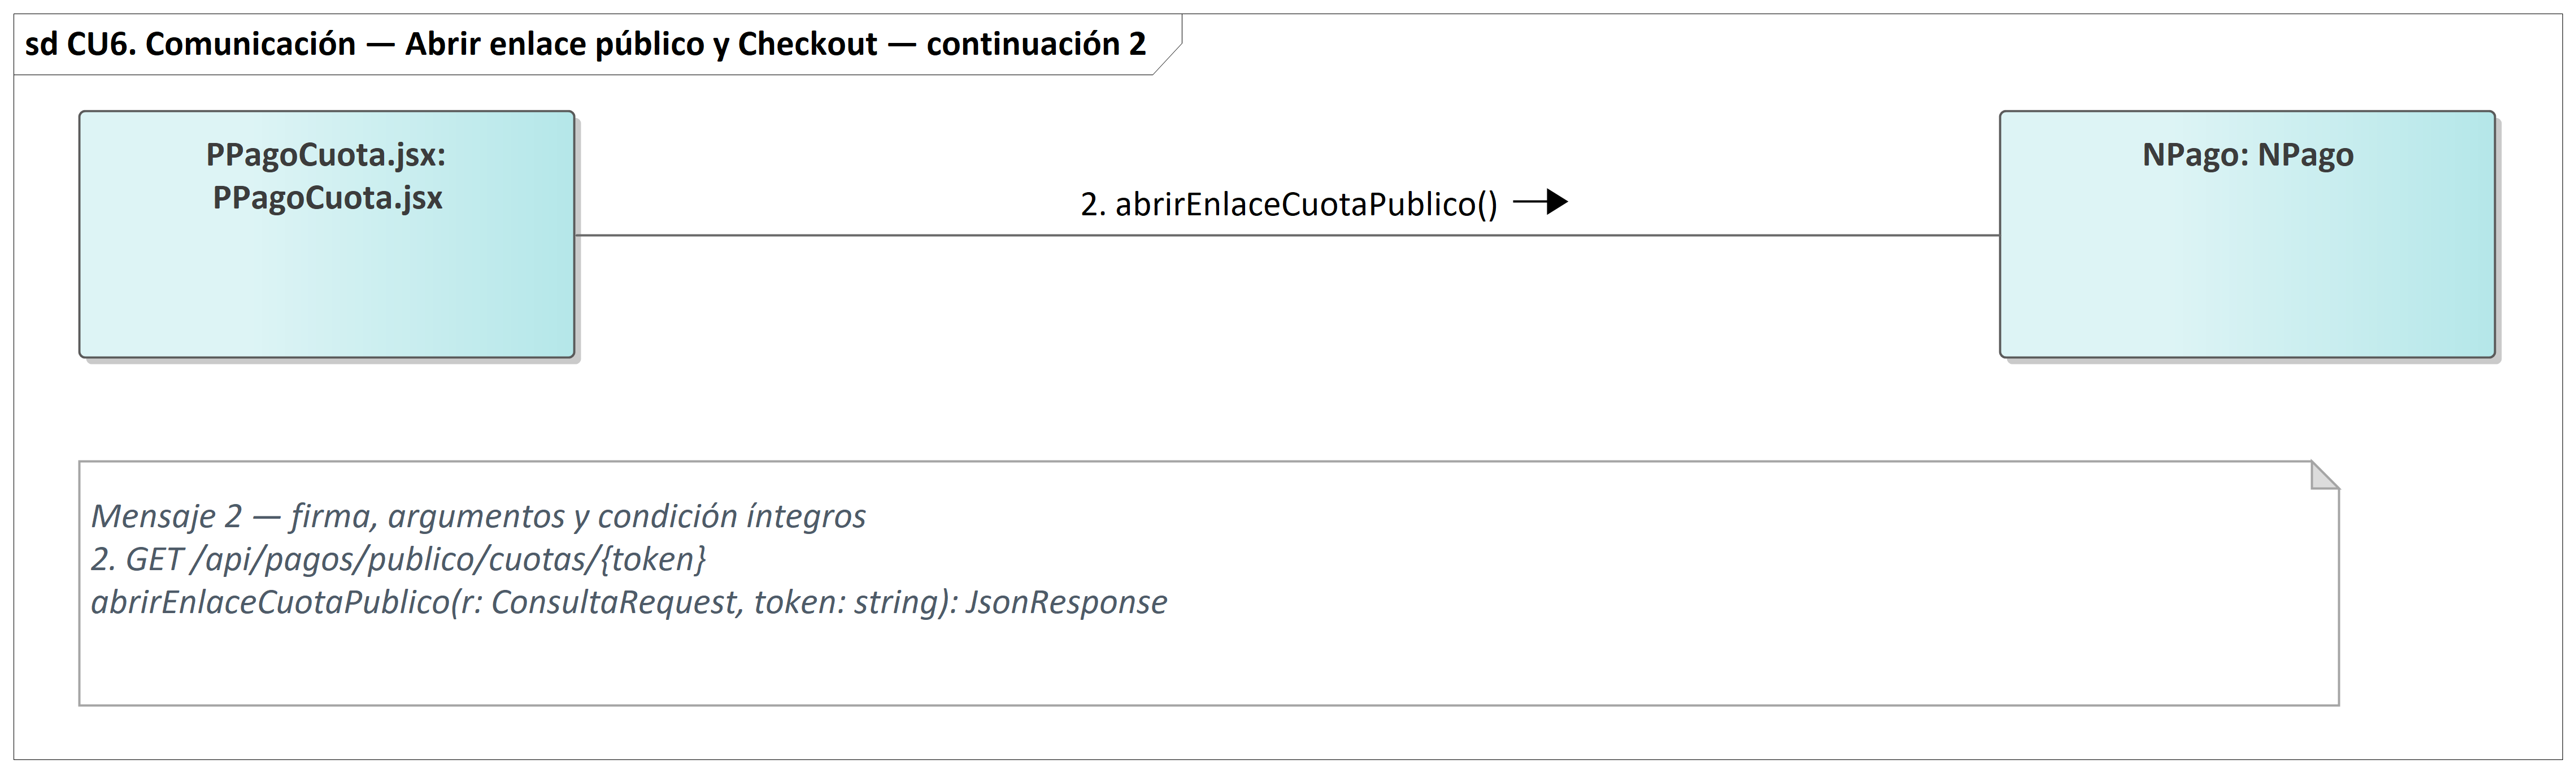 sd CU6. Comunicación — Abrir enlace público y Checkout — continuación 2
PPagoCuota.jsx:
PPagoCuota.jsx
2. abrirEnlaceCuotaPublico()
NPago: NPago
Mensaje 2 — firma, argumentos y condición íntegros
2. GET /api/pagos/publico/cuotas/{token}
abrirEnlaceCuotaPublico(r: ConsultaRequest, token: string): JsonResponse